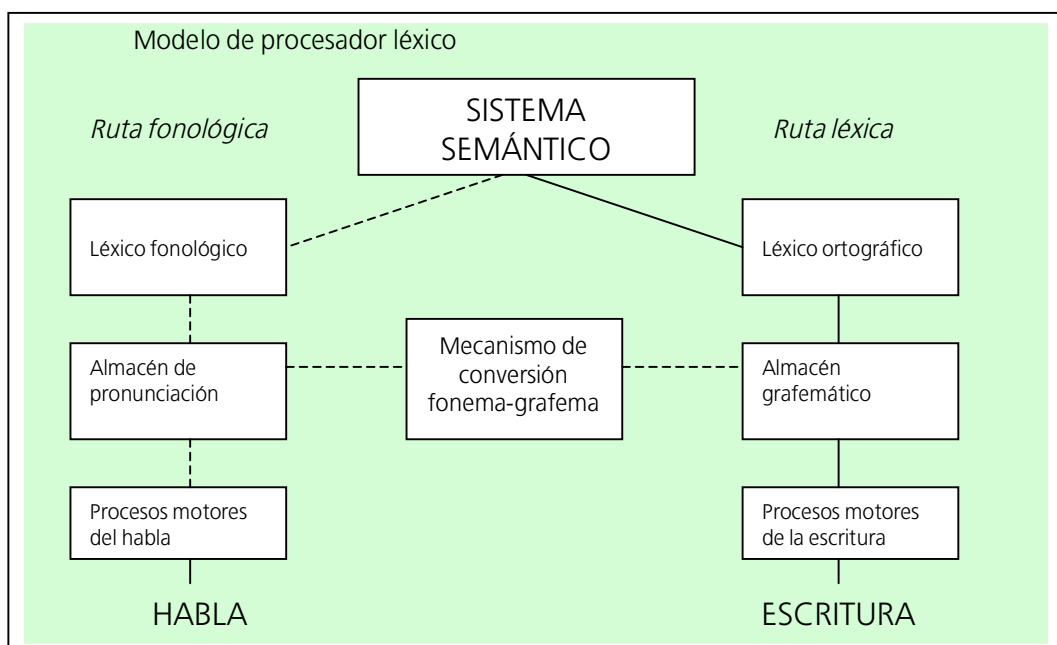 Modelo de procesador léxico
SISTEMA
SEMÁNTICO
Ruta fonológica
Ruta léxica
Léxico fonológico
Léxico ortográfico
Almacén de
pronunciación
Mecanismo de
conversión
fonema-grafema
Almacén
grafemático
Procesos motores
del habla
Procesos motores
de la escritura
HABLA
ESCRITURA